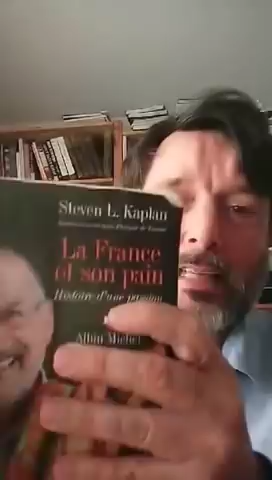 Steven L. Kaplan
La France
et son pain
Histoire d'une passion
Albin Michel